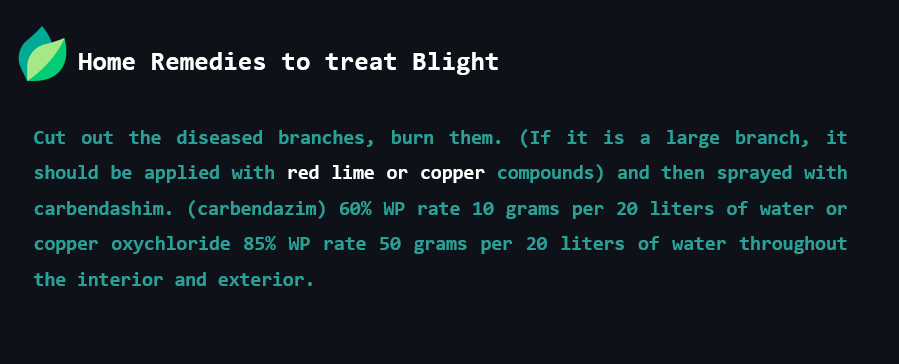 Home Remedies to treat Blight
Cut out the diseased branches, burn them. (If it is a large branch, it
should be applied with red lime or copper compounds) and then sprayed with
carbendashim. (carbendazim) 60% WP rate 10 grams per 20 liters of water or
copper oxychloride 85% WP rate 50 grams per 20 liters of water throughout
the interior and exterior.